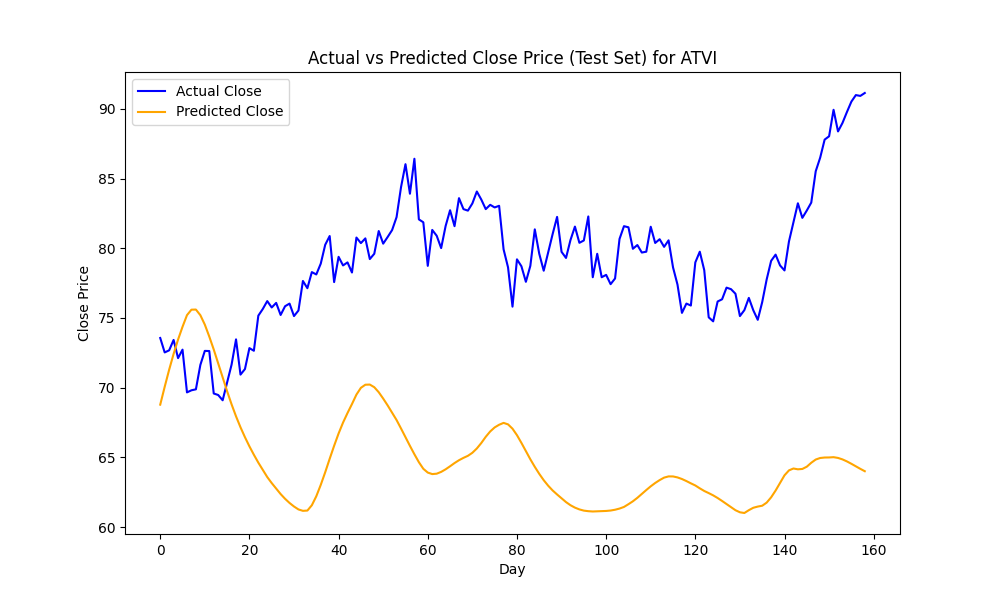 Actual vs Predicted Close Price (Test Set) for ATVI
Actual Close
Predicted Close
Close Price
90
85
80
75
70
65
60
0 20 40 60 80 100 120 140 160
Day